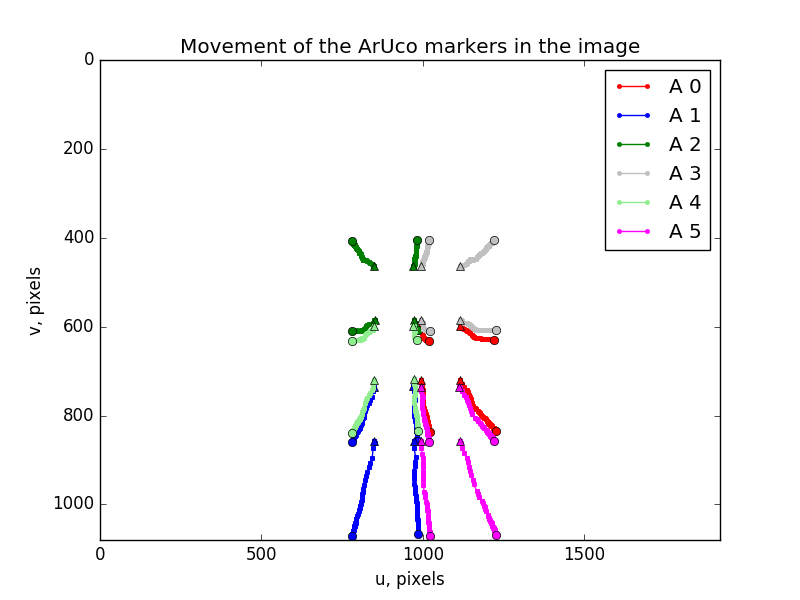 Movement of the ArUco markers in the image
0
200
400
600
800
1000
v, pixels
0
500
1000
1500
u, pixels
A 0
A 1
A 2
A 3
A 4
A 5